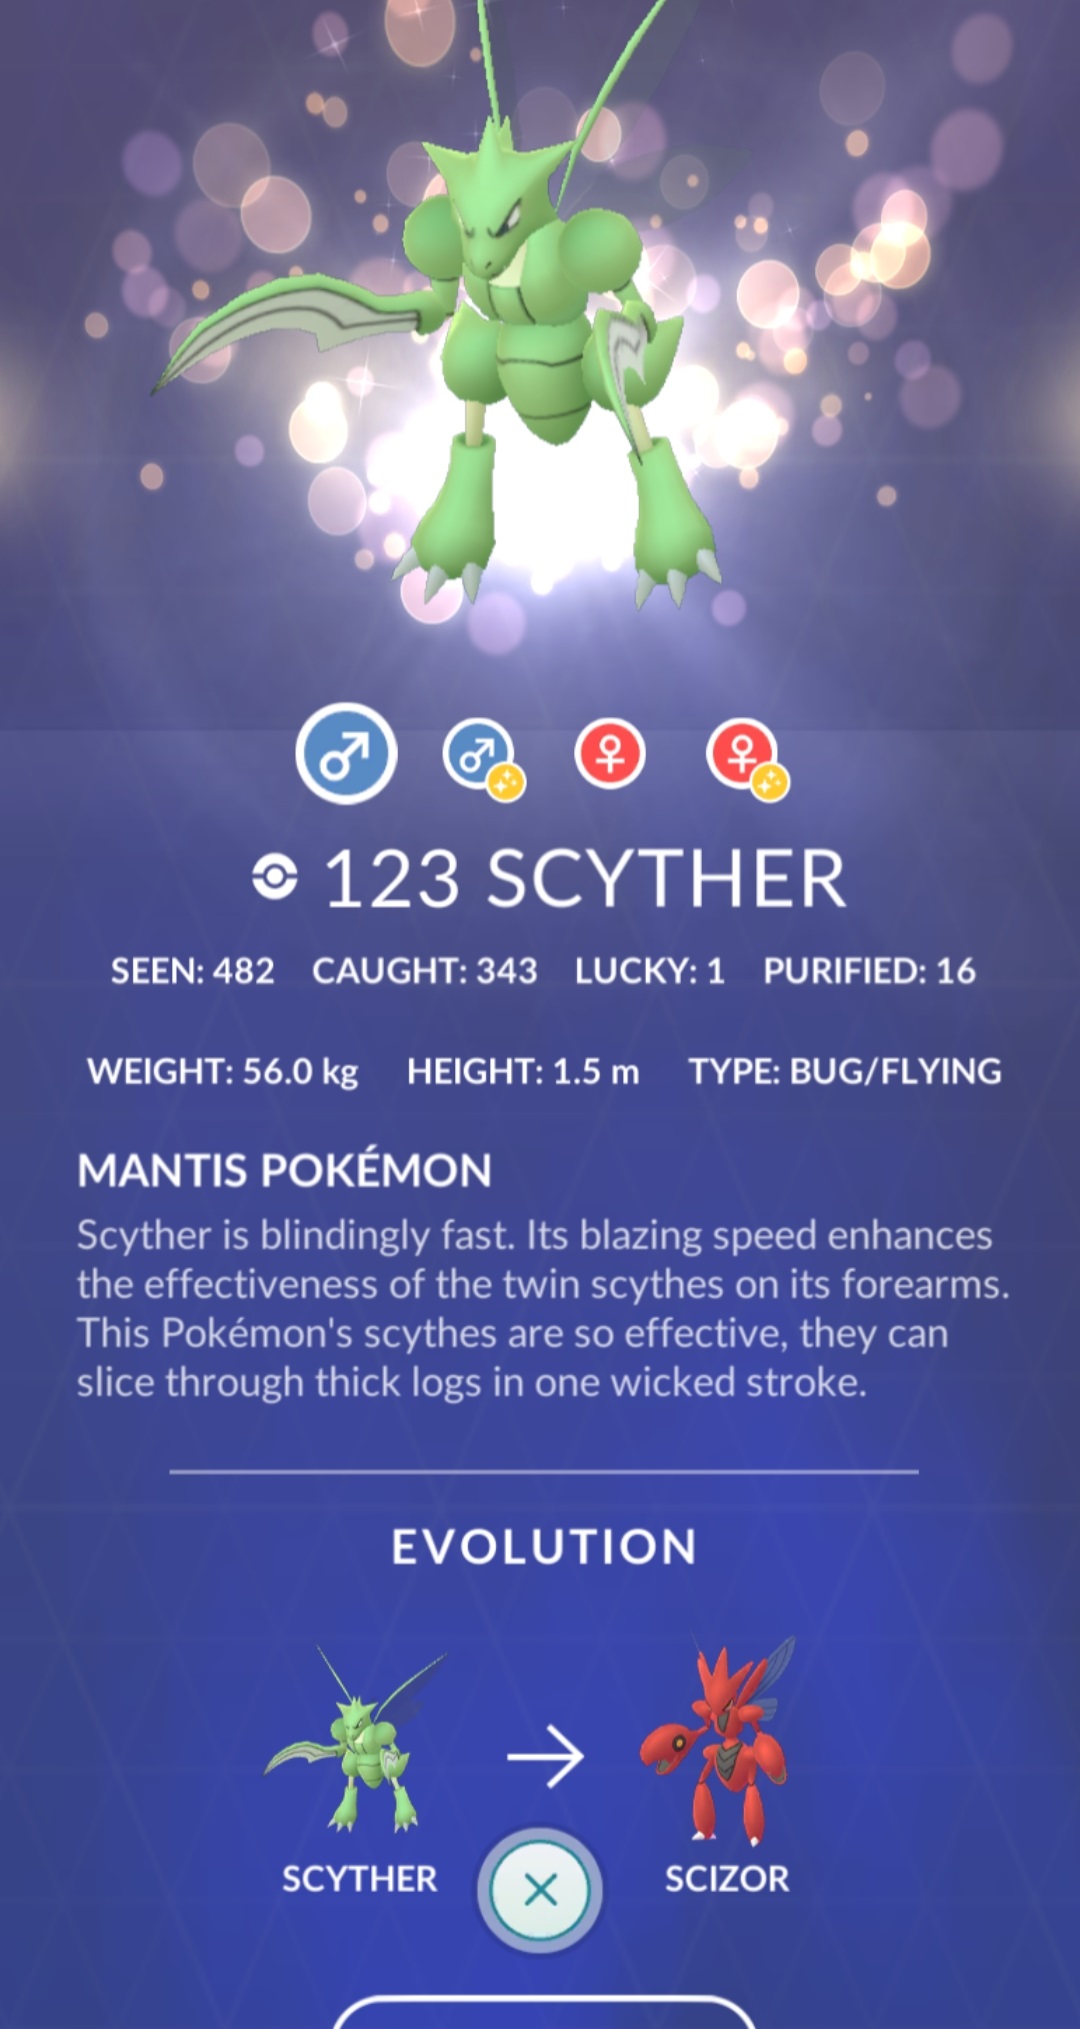 123 SCYTHER
SEEN: 482 CAUGHT: 343 LUCKY: 1 PURIFIED: 16
WEIGHT: 56.0 kg HEIGHT: 1.5 m TYPE: BUG/FLYING
MANTIS POKÉMON
Scyther is blindingly fast. Its blazing speed enhances
the effectiveness of the twin scythes on its forearms.
This Pokémon's scythes are so effective, they can
slice through thick logs in one wicked stroke.
EVOLUTION
SCYTHER SCIZOR